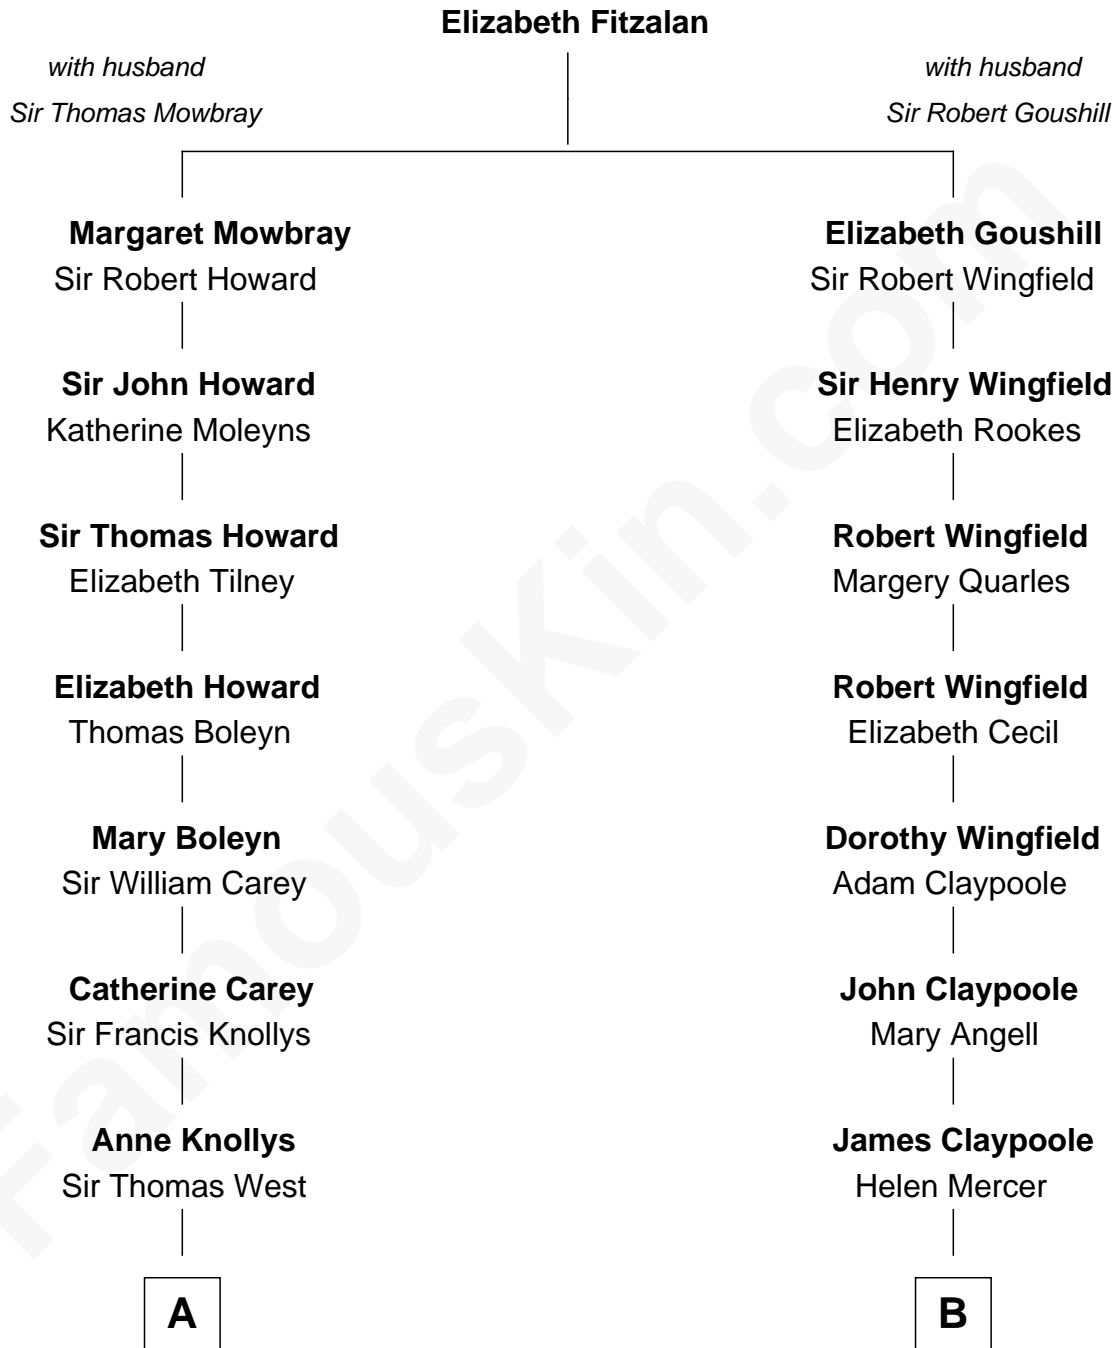 Elizabeth Fitzalan
with husband
Sir Thomas Mowbray
with husband
Sir Robert Goushill
Margaret Mowbray
Sir Robert Howard
Elizabeth Goushill
Sir Robert Wingfield
Sir John Howard
Katherine Moleyns
Sir Henry Wingfield
Elizabeth Rookes
Sir Thomas Howard
Elizabeth Tilney
Robert Wingfield
Margery Quarles
Elizabeth Howard
Thomas Boleyn
Robert Wingfield
Elizabeth Cecil
Mary Boleyn
Sir William Carey
Dorothy Wingfield
Adam Claypoole
Catherine Carey
Sir Francis Knollys
John Claypoole
Mary Angell
Anne Knollys
Sir Thomas West
James Claypoole
Helen Mercer
A
B
FamousKin.com